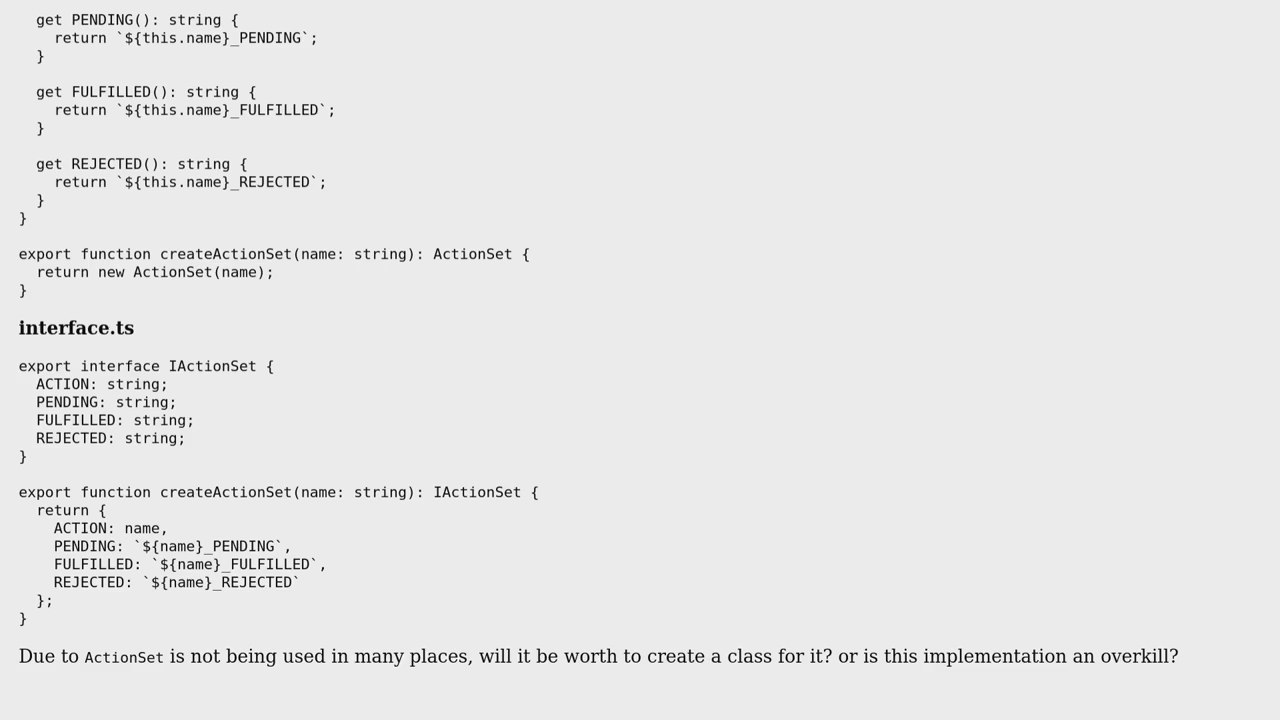 get PENDING(): string {
return `${this.name}_PENDING`;
}
get FULFILLED(): string {
return `${this.name}_FULFILLED`;
}
get REJECTED(): string {
return `${this.name}_REJECTED`;
}
}
export function createActionSet(name: string): ActionSet {
return new ActionSet(name);
}
interface.ts
export interface IActionSet {
ACTION: string;
PENDING: string;
FULFILLED: string;
REJECTED: string;
}
export function createActionSet(name: string): IActionSet {
return {
ACTION: name,
PENDING: `${name}_PENDING`,
FULFILLED: `${name}_FULFILLED`,
REJECTED: `${name}_REJECTED`
};
}
Due to ActionSet is not being used in many places, will it be worth to create a class for it? or is this implementation an overkill?